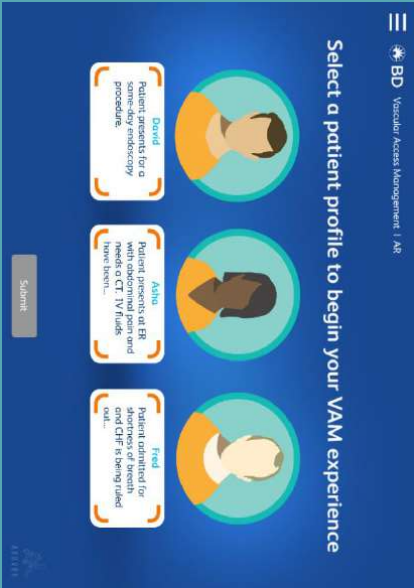 BD Vascular Access Management | AR
Select a patient profile to begin your VAM experience
David
Patient presents for a
same-day endoscopy
procedure.
Asha
Patient presents at ER
with abdominal pain and
needs a CT. IV fluids
have been...
Fred
Patient admitted for
shortness of breath
and CHF is being ruled
out...
Submit